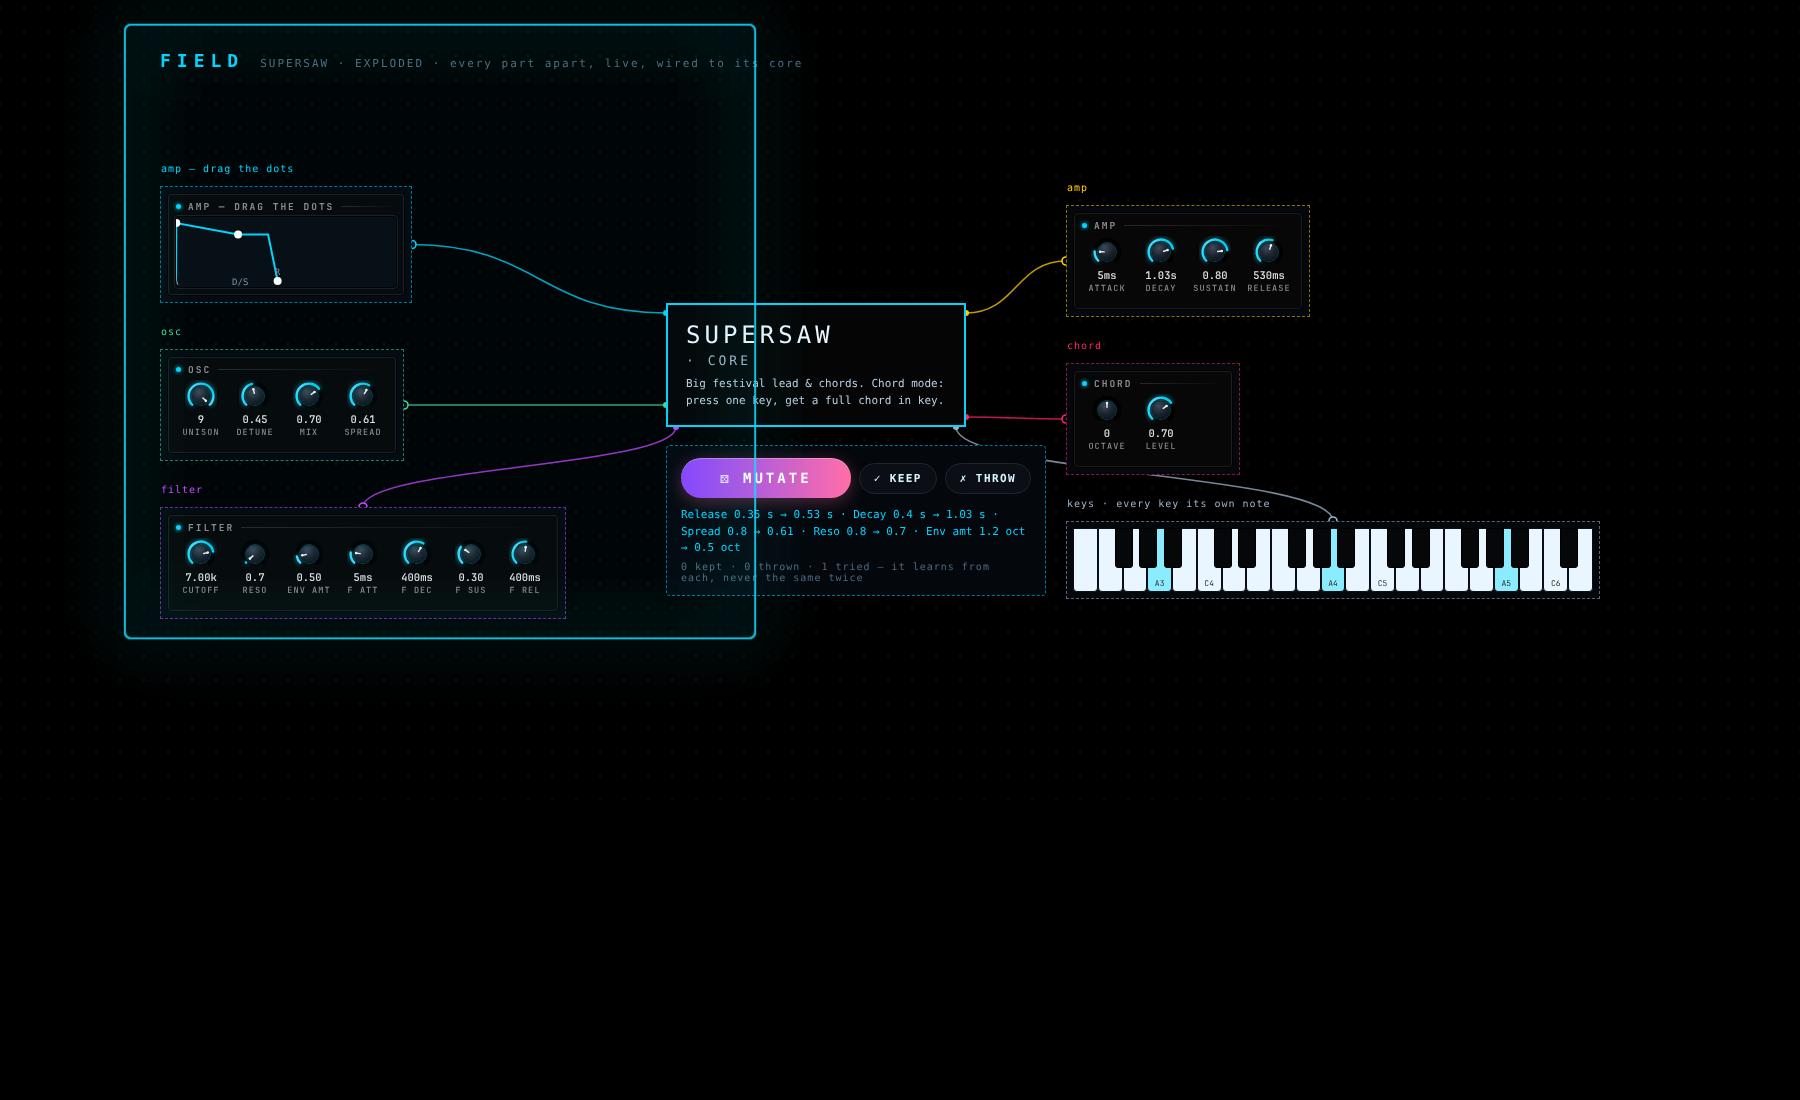 FIELD SUPERSAW · EXPLODED · every part apart, live, wired to its core
amp — drag the dots
AMP — DRAG THE DOTS
R
D/S
osc
OSC
9 0.45 0.70 0.61
UNISON DETUNE MIX SPREAD
filter
FILTER
7.00k 0.7 0.50 5ms 400ms 0.30 400ms
CUTOFF RESO ENV AMT F ATT F DEC F SUS F REL
SUPERSAW
· CORE
Big festival lead & chords. Chord mode:
press one key, get a full chord in key.
⚄ MUTATE ✓ KEEP ✗ THROW
Release 0.35 s → 0.53 s · Decay 0.4 s → 1.03 s ·
Spread 0.8 → 0.61 · Reso 0.8 → 0.7 · Env amt 1.2 oct
→ 0.5 oct
0 kept · 0 thrown · 1 tried — it learns from
each, never the same twice
amp
AMP
5ms 1.03s 0.80 530ms
ATTACK DECAY SUSTAIN RELEASE
chord
CHORD
0 0.70
OCTAVE LEVEL
keys · every key its own note
A3 C4 A4 C5 A5 C6